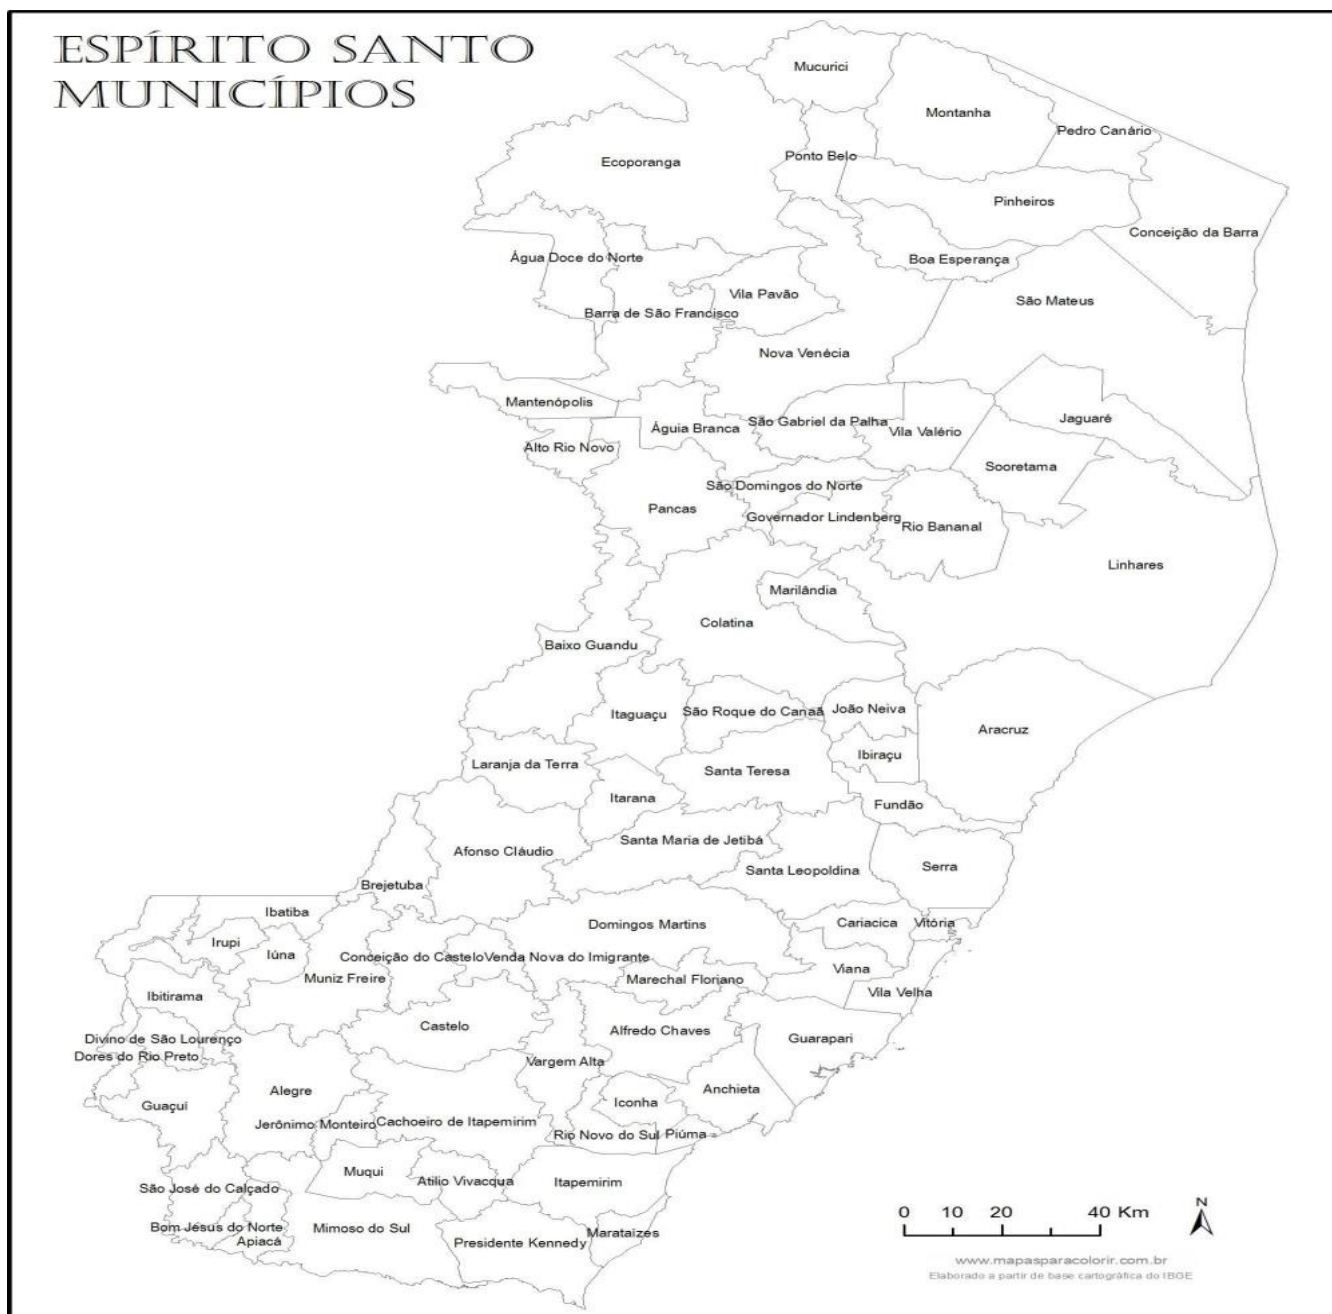 ESPÍRITO SANTO
MUNICÍPIOS
Mucurici
Montanha
Pedro Canário
Ponto Belo
Ecoporanga
Pinheiros
Conceição da Barra
Água Doce do Norte
Boa Esperança
Vila Pavão
São Mateus
Barra de São Francisco
Nova Venécia
Mantenópolis
Jaguaré
São Gabriel da Palha
Águia Branca
Vila Valério
Alto Rio Novo
Sooretama
São Domingos do Norte
Pancas
Governador Lindenberg
Rio Bananal
Linhares
Marilândia
Colatina
Baixo Guandu
João Neiva
São Roque do Canaã
Itaguaçu
Aracruz
Ibiraçu
Laranja da Terra
Santa Teresa
Itarana
Fundão
Santa Maria de Jetibá
Afonso Cláudio
Santa Leopoldina
Serra
Brejetuba
Ibatiba
Domingos Martins
Cariacica
Vitória
Irupi
Iúna
Conceição do Castelo
Venda Nova do Imigrante
Viana
Muniz Freire
Marechal Floriano
Vila Velha
Ibitirama
Castelo
Alfredo Chaves
Guarapari
Divino de São Lourenço
Dores do Rio Preto
Vargem Alta
Alegre
Anchieta
Iconha
Guaçuí
Jerônimo Monteiro
Cachoeiro de Itapemirim
Rio Novo do Sul
Piúma
Muqui
Atilio Vivacqua
Itapemirim
São José do Calçado
Bom Jesus do Norte
Mimoso do Sul
Marataízes
Apiacá
Presidente Kennedy
N
0 10 20 40 Km
www.mapasparacolorir.com.br
Elaborado a partir de base cartográfica do IBGE